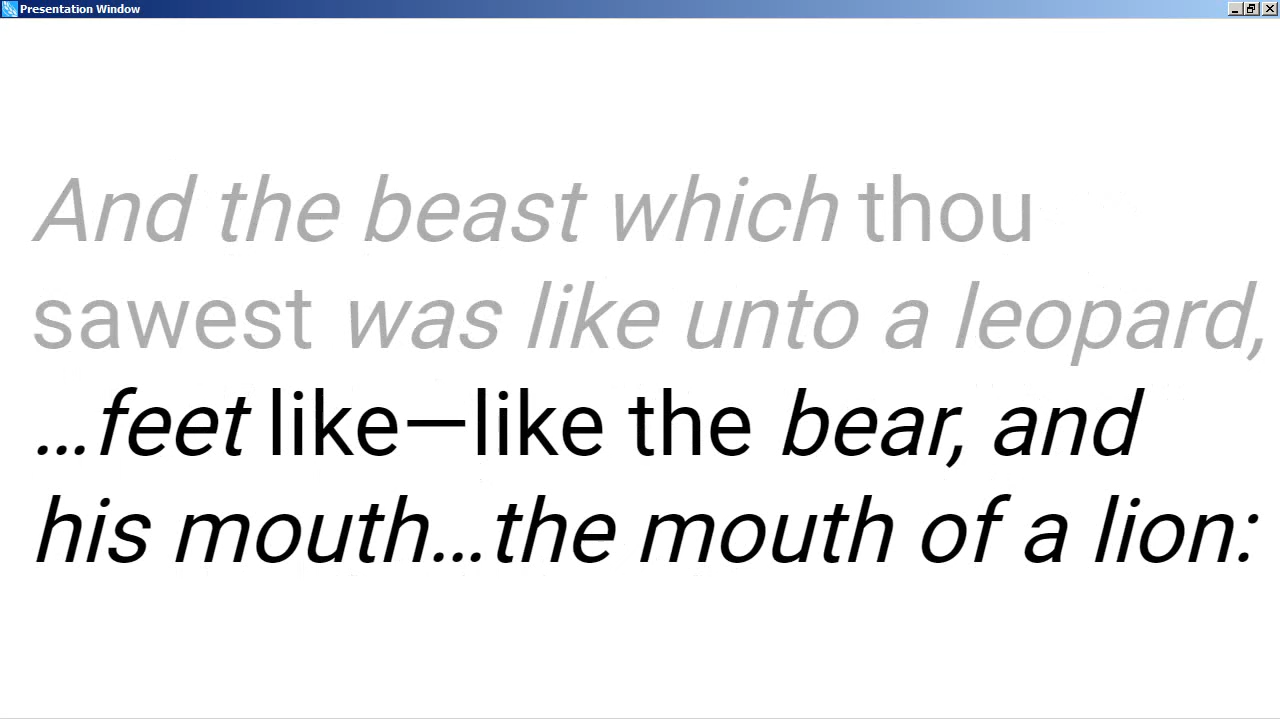 Presentation Window
And the beast which thou
sawest was like unto a leopard,
…feet like—like the bear, and
his mouth…the mouth of a lion: